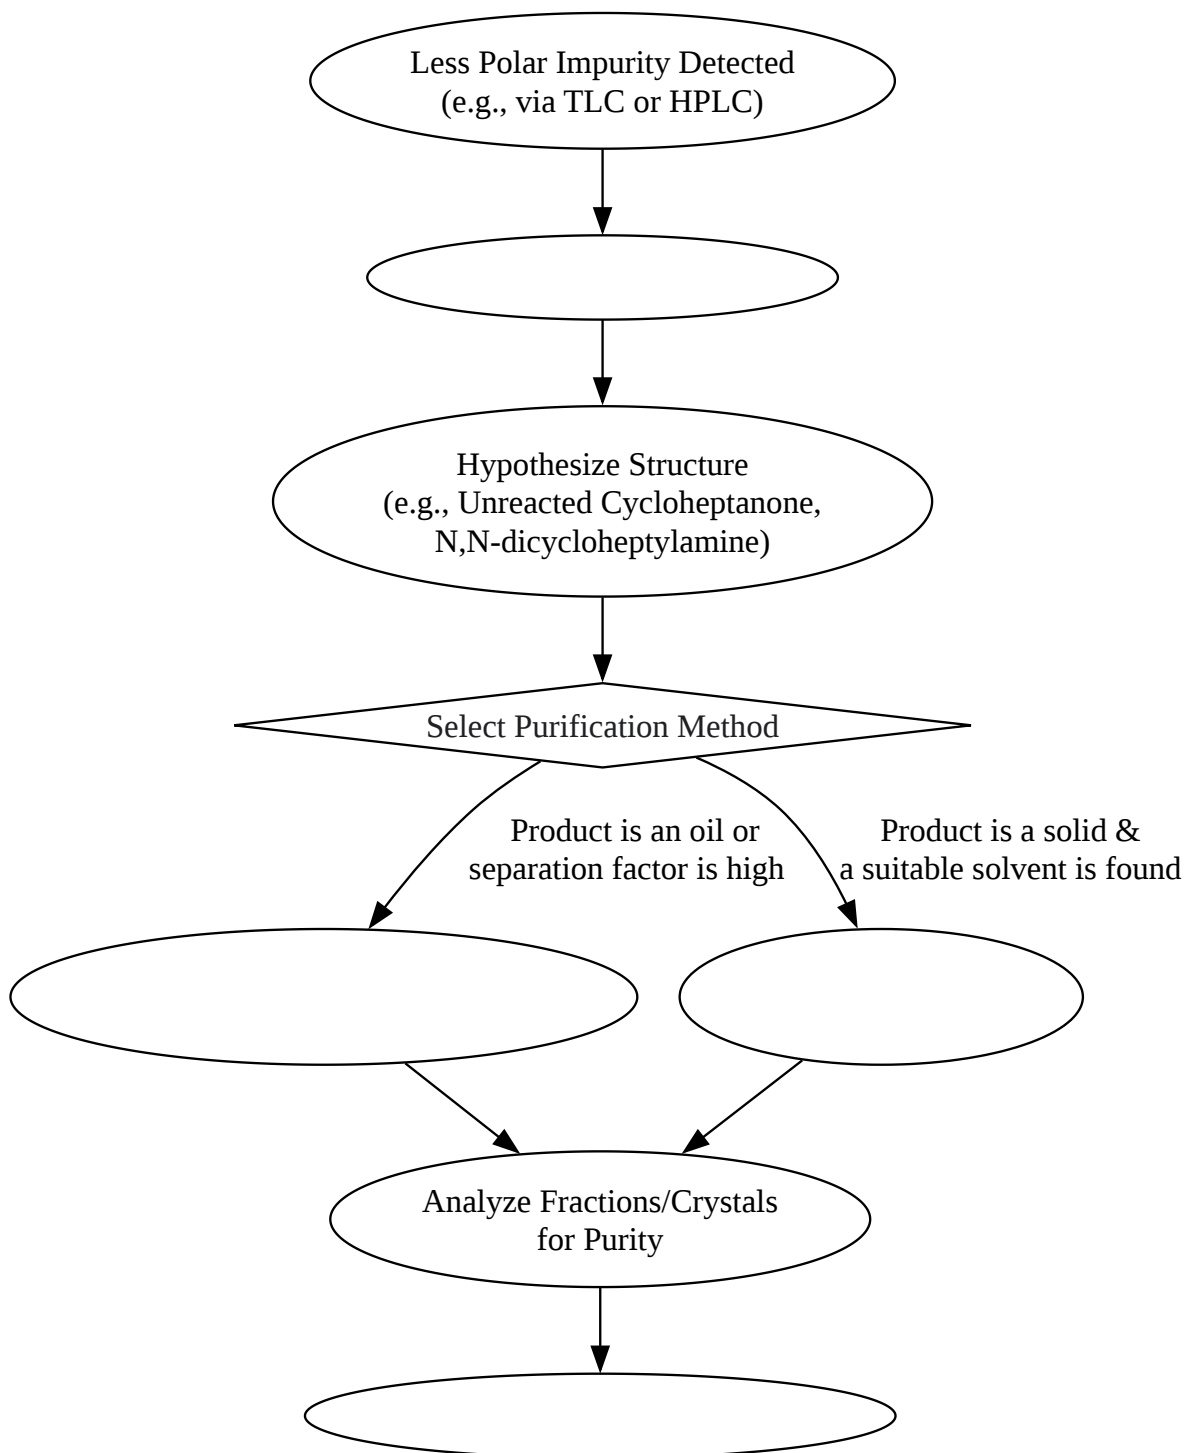 Less Polar Impurity Detected
(e.g., via TLC or HPLC)
Hypothesize Structure
(e.g., Unreacted Cycloheptanone,
N,N-dicycloheptylamine)
Select Purification Method
Product is an oil or
separation factor is high
Product is a solid &
a suitable solvent is found
Analyze Fractions/Crystals
for Purity